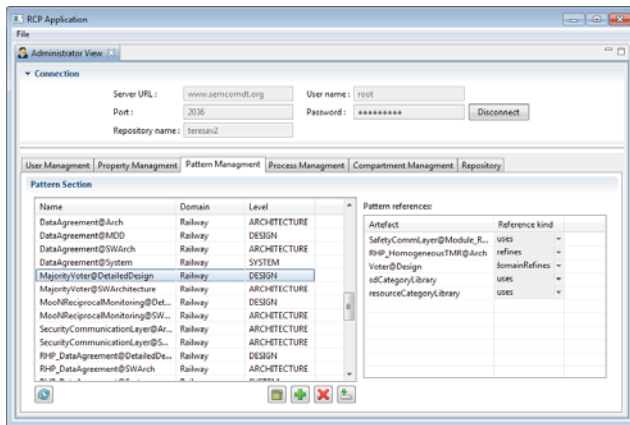 RCP Application
File
Administrator View
Connection
Server URL : www.semcomdt.org User name : root
Port : 2036 Password : ********* Disconnect
Repository name : teresav2
User Managment Property Managment Pattern Managment Process Managment Compartment Managment Repository
Pattern Section
Name Domain Level
DataAgreement@Arch Railway ARCHITECTURE
DataAgreement@MDD Railway DESIGN
DataAgreement@SWArch Railway ARCHITECTURE
DataAgreement@System Railway SYSTEM
MajorityVoter@DetailedDesign Railway DESIGN
MajorityVoter@SWArchitecture Railway ARCHITECTURE
MooNReciprocalMonitoring@Det... Railway DESIGN
MooNReciprocalMonitoring@SW... Railway ARCHITECTURE
SecurityCommunicationLayer@Ar... Railway ARCHITECTURE
SecurityCommunicationLayer@S... Railway ARCHITECTURE
RHP_DataAgreement@DetailedDe... Railway DESIGN
RHP_DataAgreement@SWArch Railway ARCHITECTURE
Pattern references:
Artefact Reference kind
SafetyCommLayer@Module_R... uses
RHP_HomogeneousTMR@Arch refines
Voter@Design domainRefines
sdCategoryLibrary uses
resourceCategoryLibrary uses